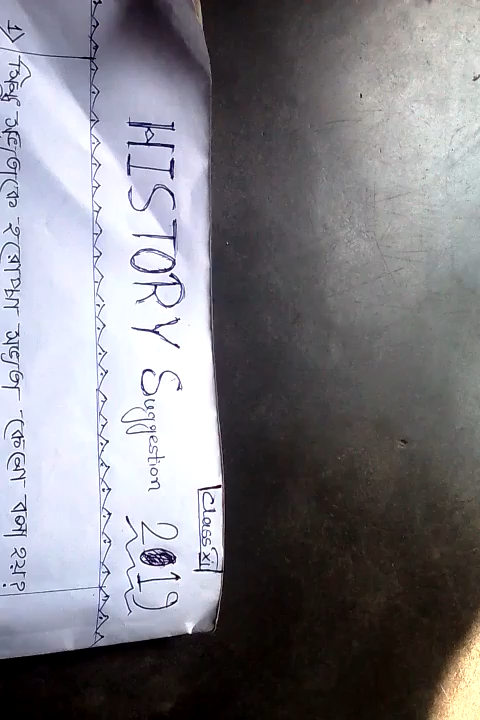 Class XI
HISTORY Suggestion 2019
1) সিন্ধু সভ্যতাকে হরপ্পা সভ্যতা কেন বলা হয়?